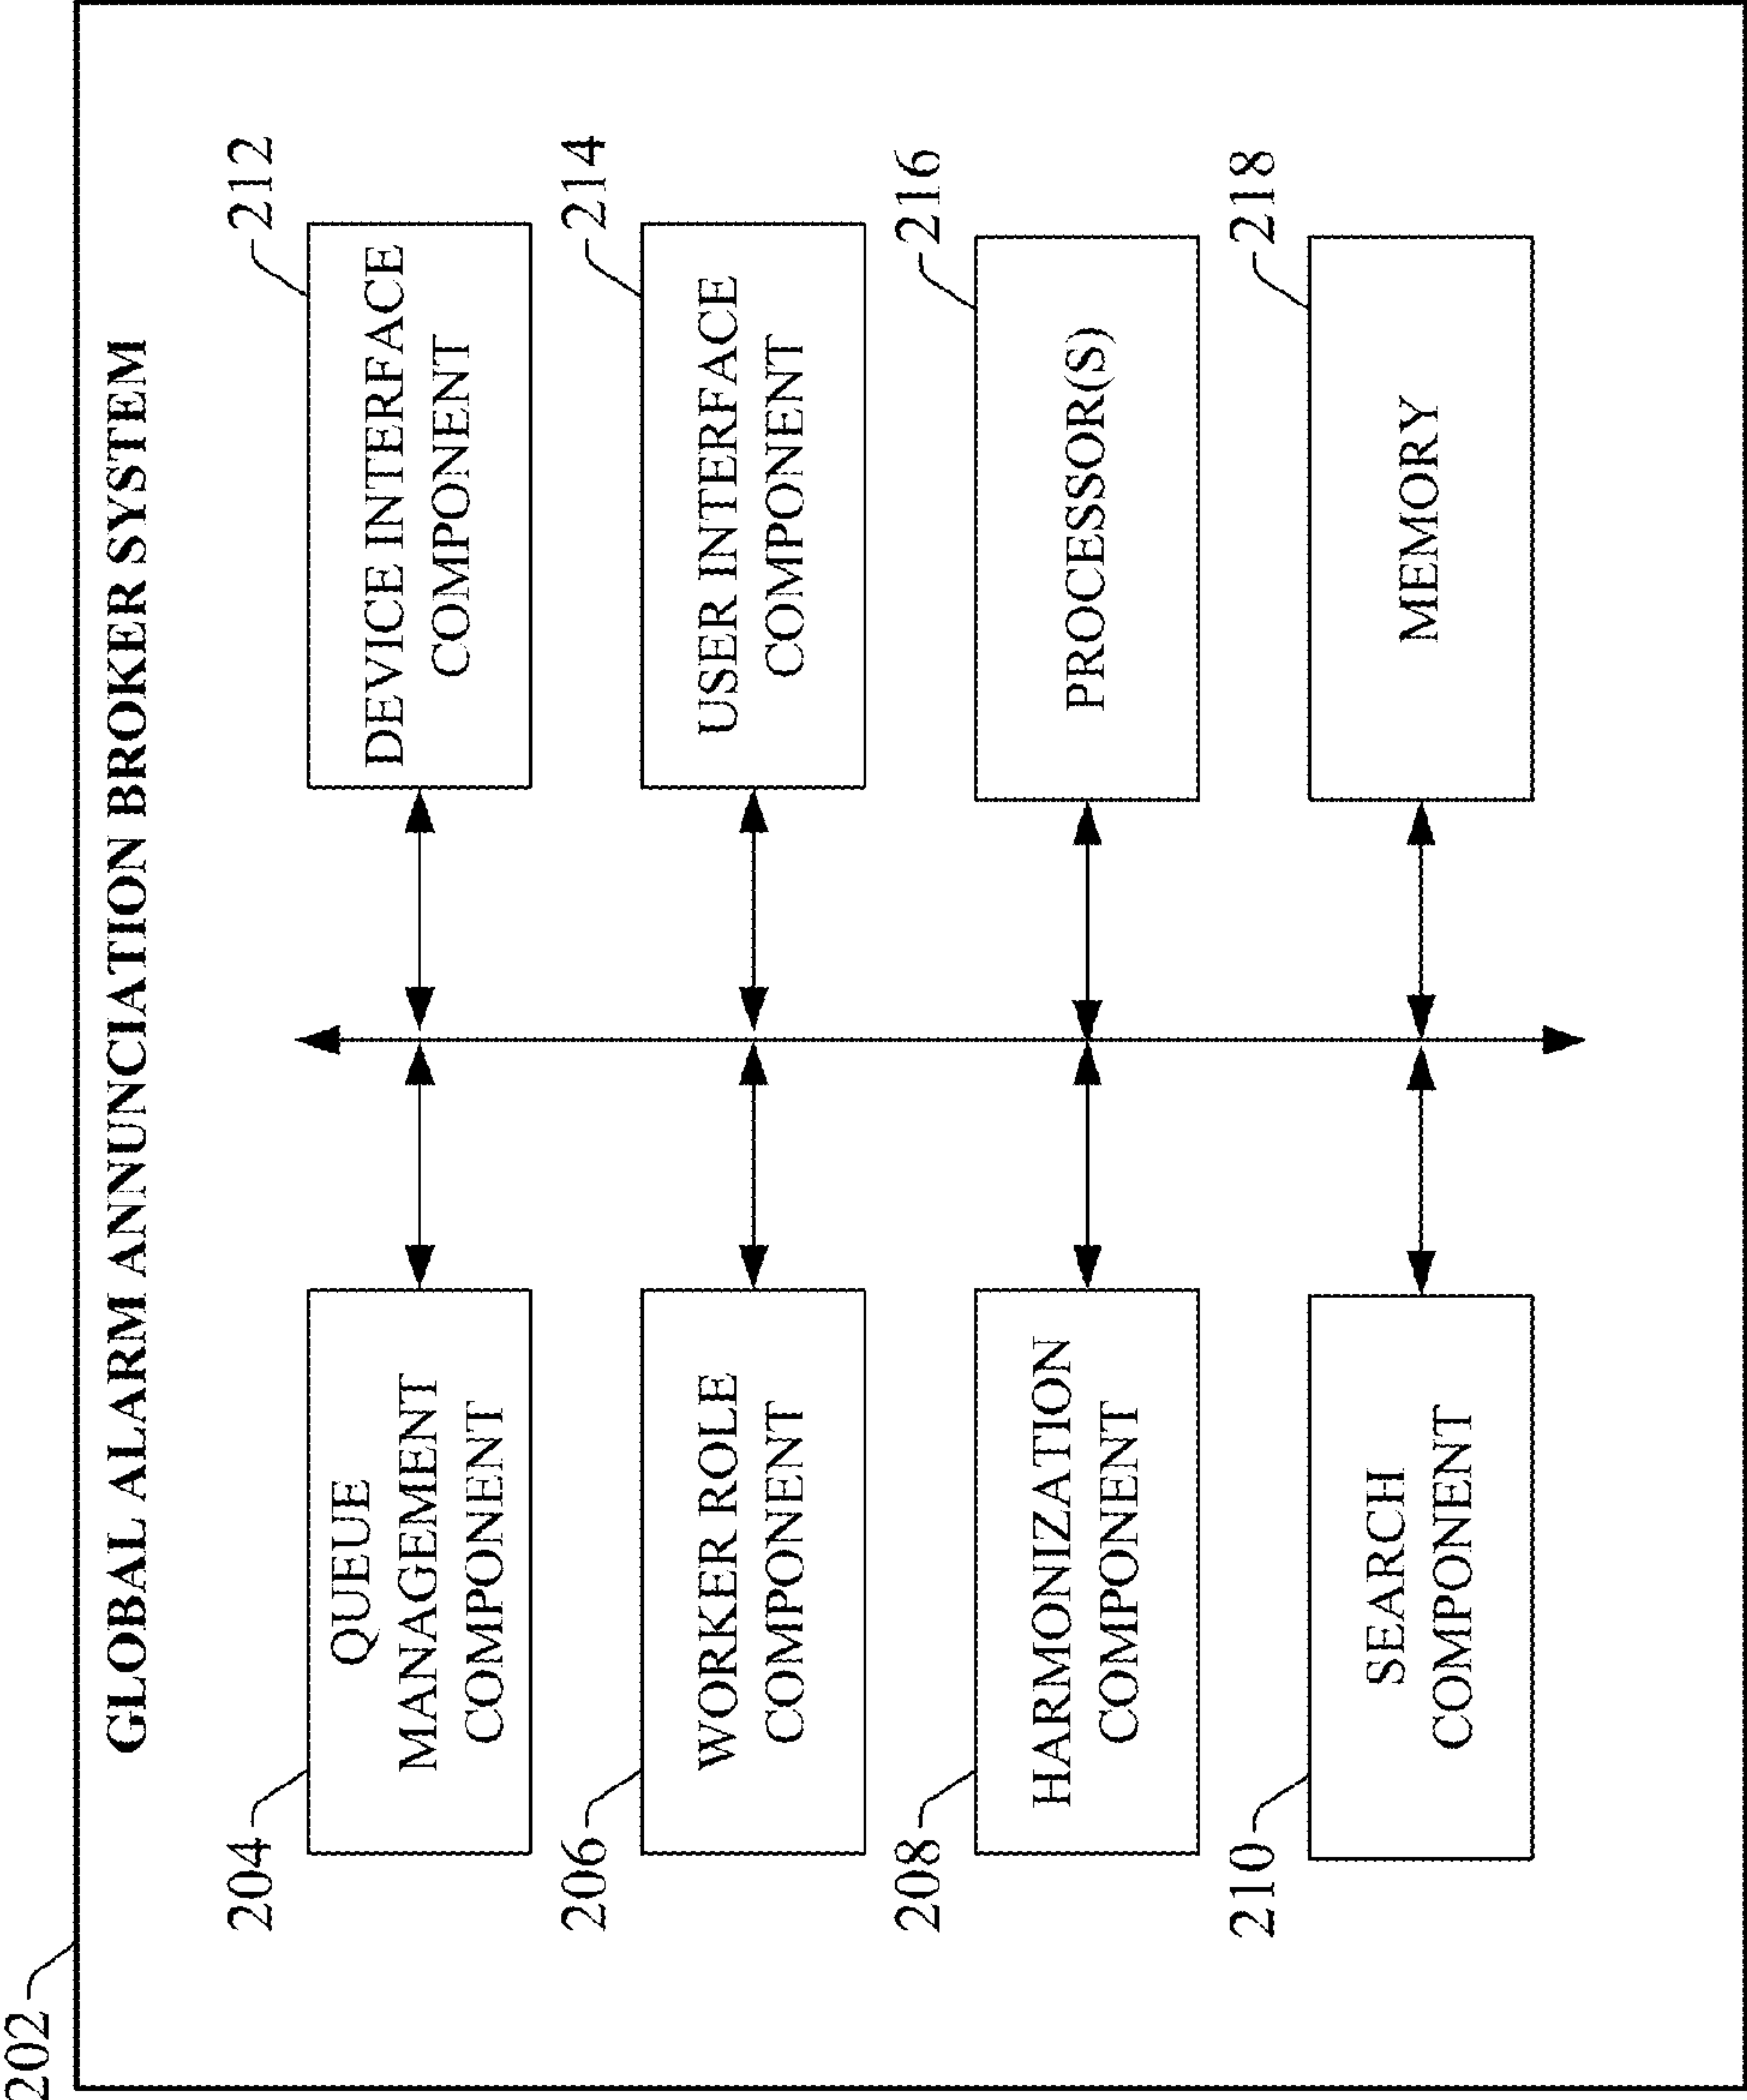 202
GLOBAL ALARM ANNUNCIATION BROKER SYSTEM
204
QUEUE
MANAGEMENT
COMPONENT
212
DEVICE INTERFACE
COMPONENT
206
WORKER ROLE
COMPONENT
214
USER INTERFACE
COMPONENT
208
HARMONIZATION
COMPONENT
216
PROCESSOR(S)
210
SEARCH
COMPONENT
218
MEMORY